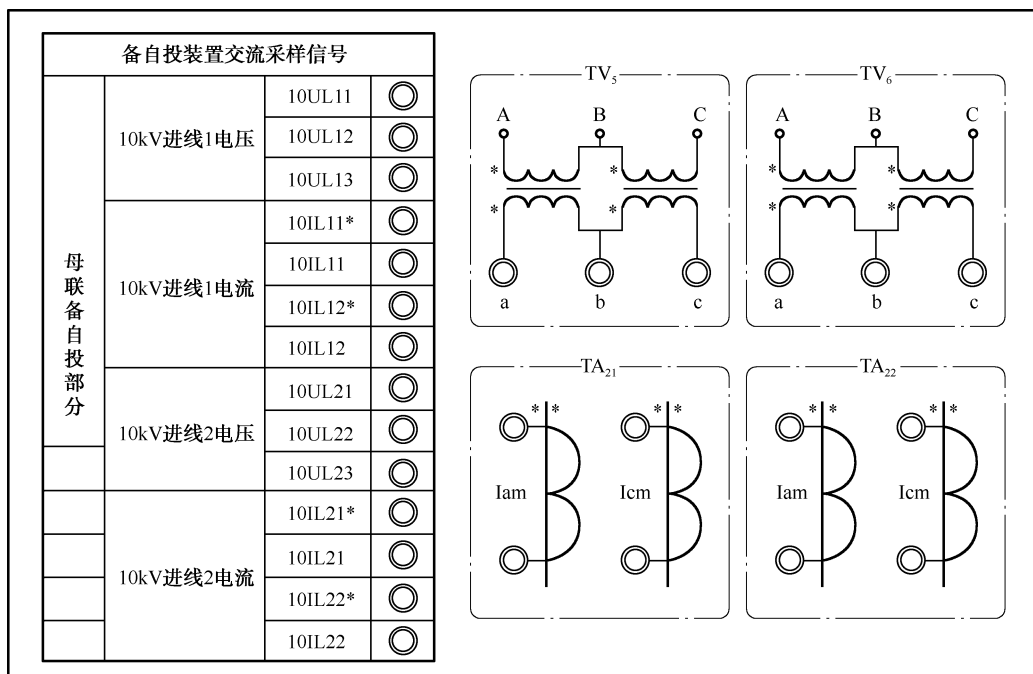 备自投装置交流采样信号
母联备自投部分
10kV进线1电压
10UL11
10UL12
10UL13
10kV进线1电流
10IL11*
10IL11
10IL12*
10IL12
10kV进线2电压
10UL21
10UL22
10UL23
10kV进线2电流
10IL21*
10IL21
10IL22*
10IL22
TV₅
A B C
* *
* *
a b c
TV₆
A B C
* *
* *
a b c
TA₂₁
* * * *
Iam Icm
TA₂₂
* * * *
Iam Icm